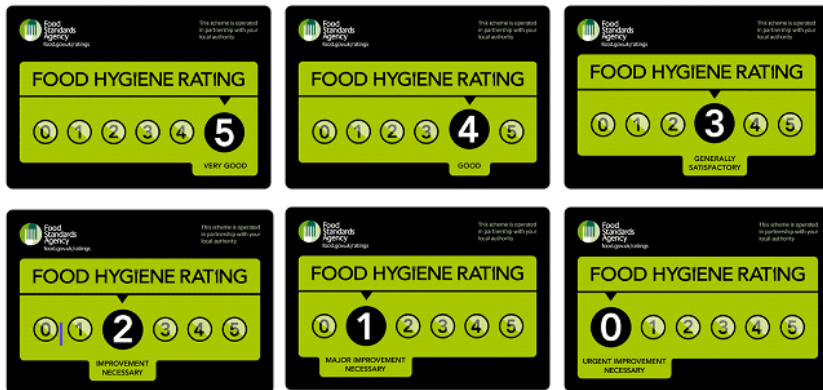 Food
Standards
Agency
food.gov.uk/ratings
This scheme is operated
in partnership with your
local authority
FOOD HYGIENE RATING
0 1 2 3 4 5
VERY GOOD
Food
Standards
Agency
food.gov.uk/ratings
This scheme is operated
in partnership with your
local authority
FOOD HYGIENE RATING
0 1 2 3 4 5
GOOD
Food
Standards
Agency
food.gov.uk/ratings
This scheme is operated
in partnership with your
local authority
FOOD HYGIENE RATING
0 1 2 3 4 5
GENERALLY
SATISFACTORY
Food
Standards
Agency
food.gov.uk/ratings
This scheme is operated
in partnership with your
local authority
FOOD HYGIENE RATING
0 1 2 3 4 5
IMPROVEMENT
NECESSARY
Food
Standards
Agency
food.gov.uk/ratings
This scheme is operated
in partnership with your
local authority
FOOD HYGIENE RATING
0 1 2 3 4 5
MAJOR IMPROVEMENT
NECESSARY
Food
Standards
Agency
food.gov.uk/ratings
This scheme is operated
in partnership with your
local authority
FOOD HYGIENE RATING
0 1 2 3 4 5
URGENT IMPROVEMENT
NECESSARY